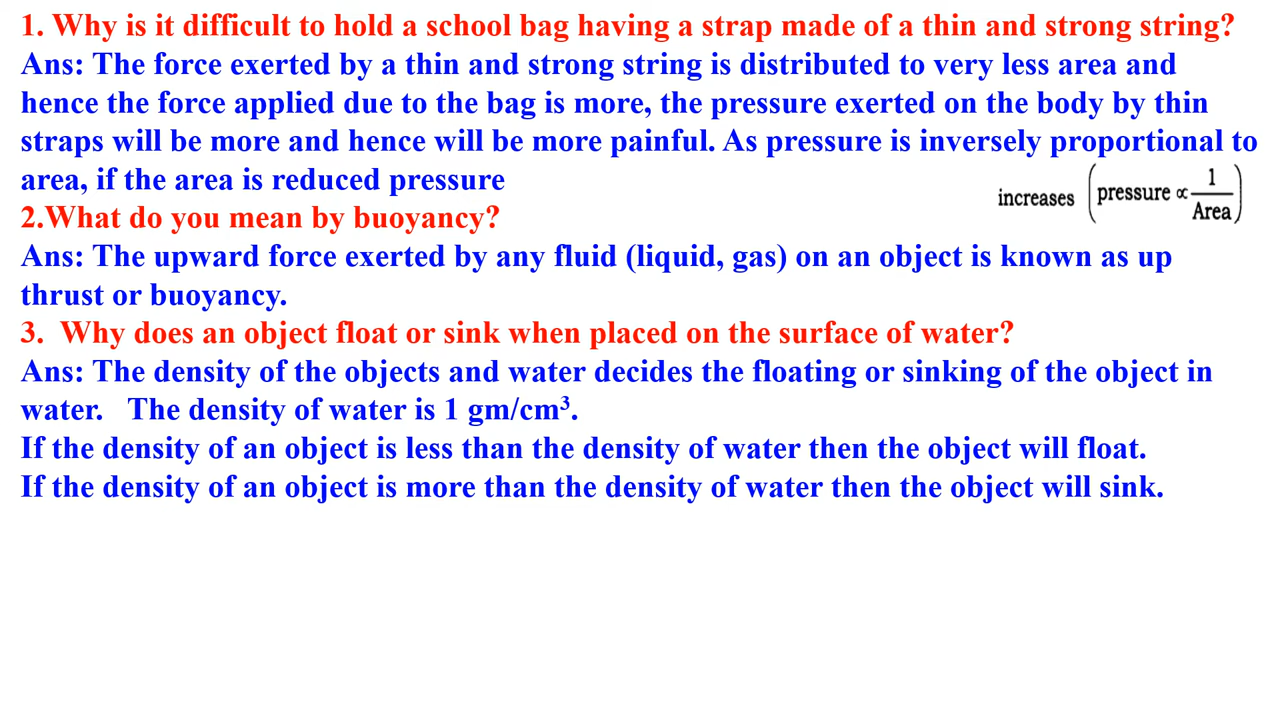 1. Why is it difficult to hold a school bag having a strap made of a thin and strong string?
Ans: The force exerted by a thin and strong string is distributed to very less area and
hence the force applied due to the bag is more, the pressure exerted on the body by thin
straps will be more and hence will be more painful. As pressure is inversely proportional to
area, if the area is reduced pressure increases (pressure ∝ 1/Area)
2.What do you mean by buoyancy?
Ans: The upward force exerted by any fluid (liquid, gas) on an object is known as up
thrust or buoyancy.
3. Why does an object float or sink when placed on the surface of water?
Ans: The density of the objects and water decides the floating or sinking of the object in
water. The density of water is 1 gm/cm³.
If the density of an object is less than the density of water then the object will float.
If the density of an object is more than the density of water then the object will sink.